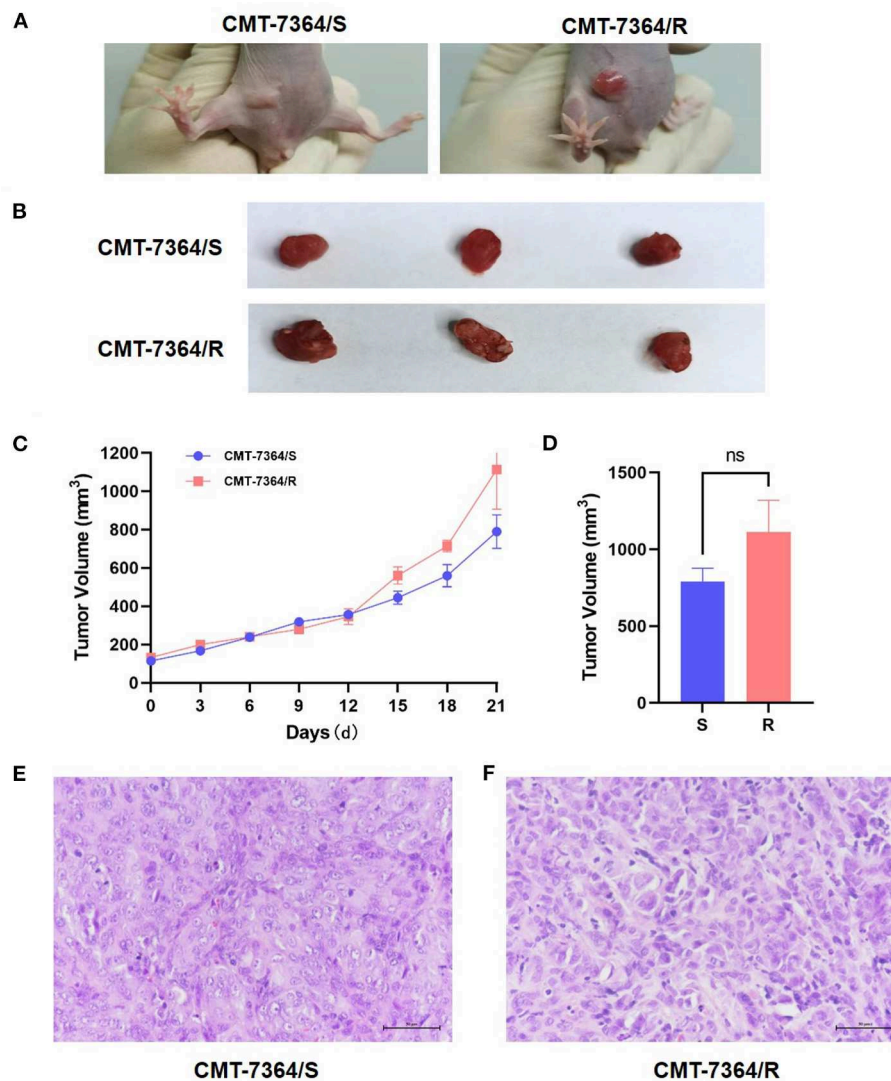 A
CMT-7364/S
CMT-7364/R
B
CMT-7364/S
CMT-7364/R
C
CMT-7364/S
CMT-7364/R
Tumor Volume (mm³)
1200
1000
800
600
400
200
0
0 3 6 9 12 15 18 21
Days (d)
D
ns
Tumor Volume (mm³)
1500
1000
500
0
S R
E
F
CMT-7364/S
CMT-7364/R